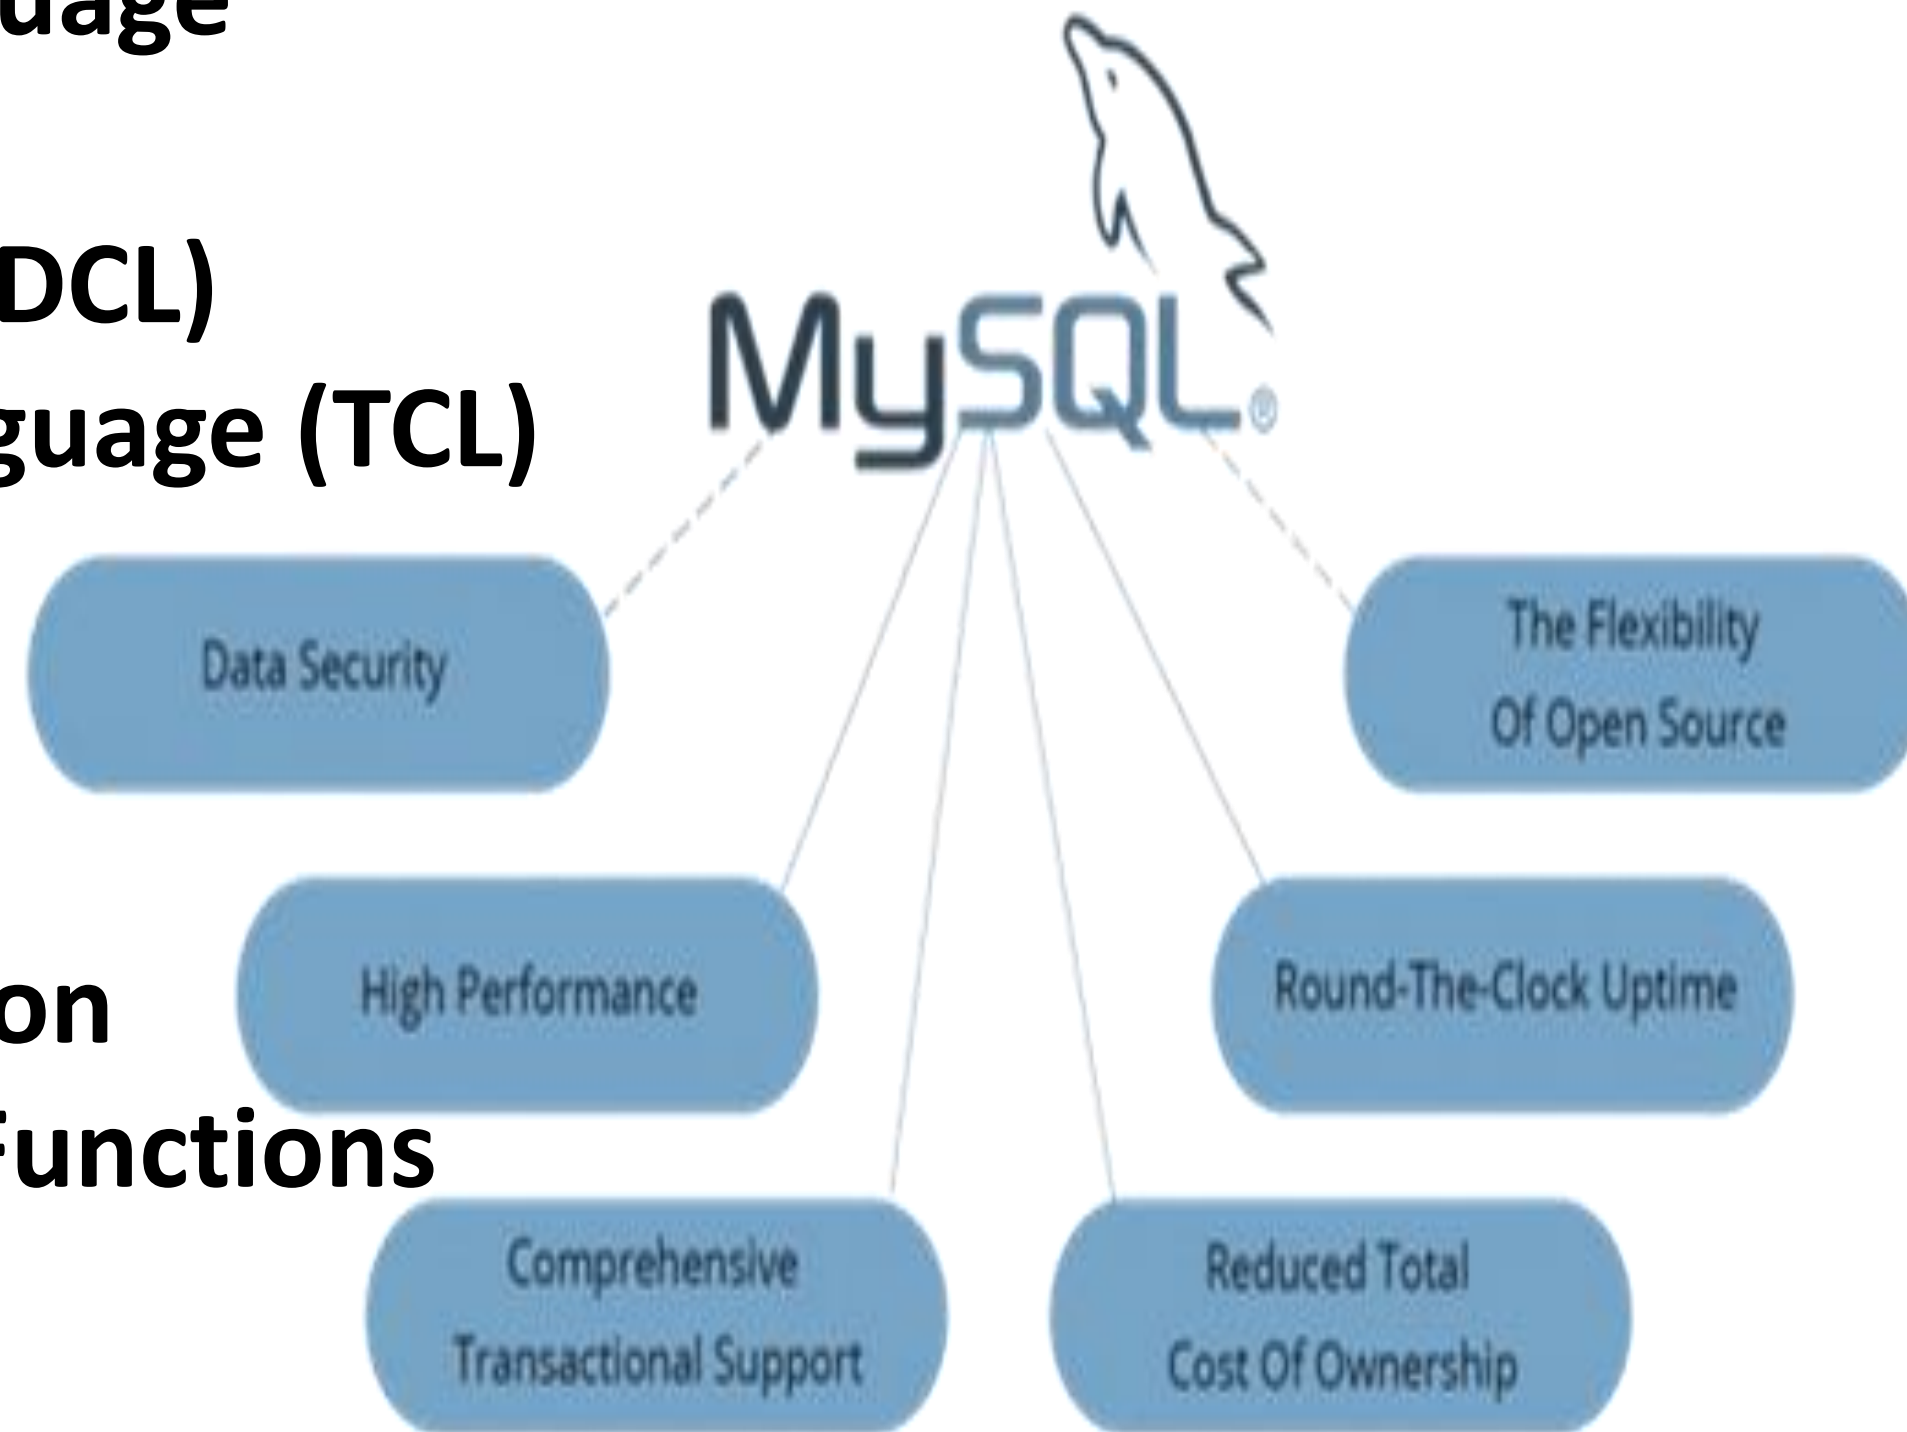 uage
DCL)
guage (TCL)
on
Functions
MySQL®
Data Security
The Flexibility
Of Open Source
High Performance
Round-The-Clock Uptime
Comprehensive
Transactional Support
Reduced Total
Cost Of Ownership